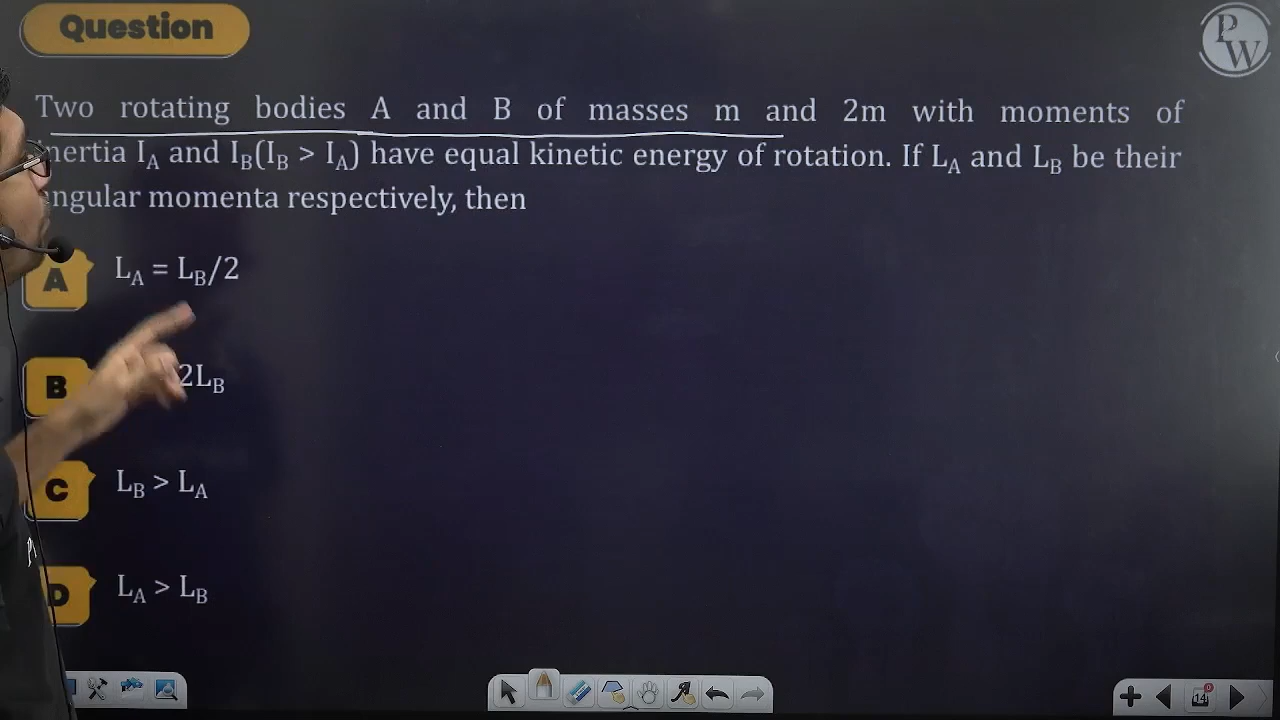 Question
PW
Two rotating bodies A and B of masses m and 2m with moments of
nertia I_A and I_B(I_B > I_A) have equal kinetic energy of rotation. If L_A and L_B be their
ngular momenta respectively, then
A L_A = L_B/2
B 2L_B
C L_B > L_A
D L_A > L_B
14